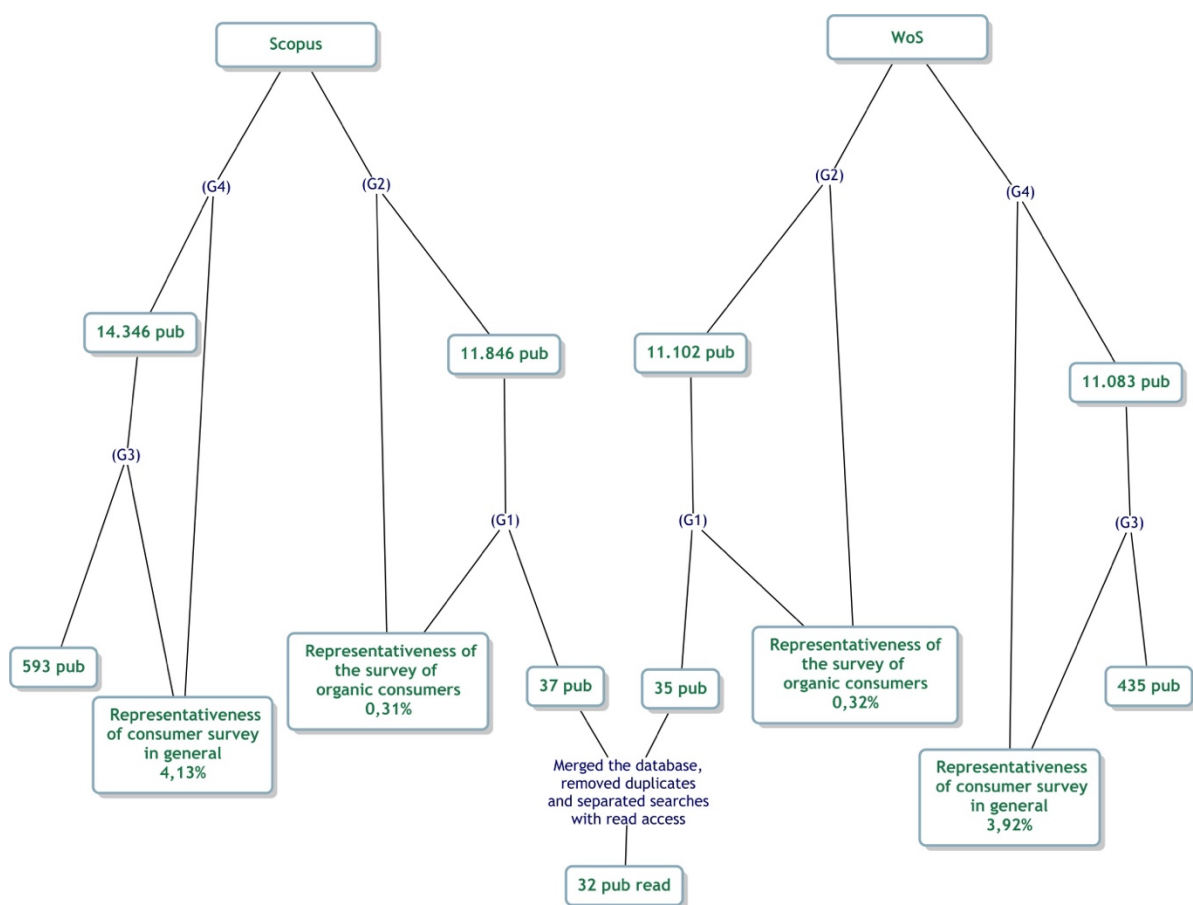 Scopus
WoS
(G4)
(G2)
(G2)
(G4)
14.346 pub
11.846 pub
11.102 pub
11.083 pub
(G3)
(G1)
(G1)
(G3)
593 pub
Representativeness
of consumer survey
in general
4,13%
Representativeness of
the survey of
organic consumers
0,31%
37 pub
35 pub
Representativeness of
the survey of
organic consumers
0,32%
435 pub
Representativeness
of consumer survey
in general
3,92%
Merged the database,
removed duplicates
and separated searches
with read access
32 pub read